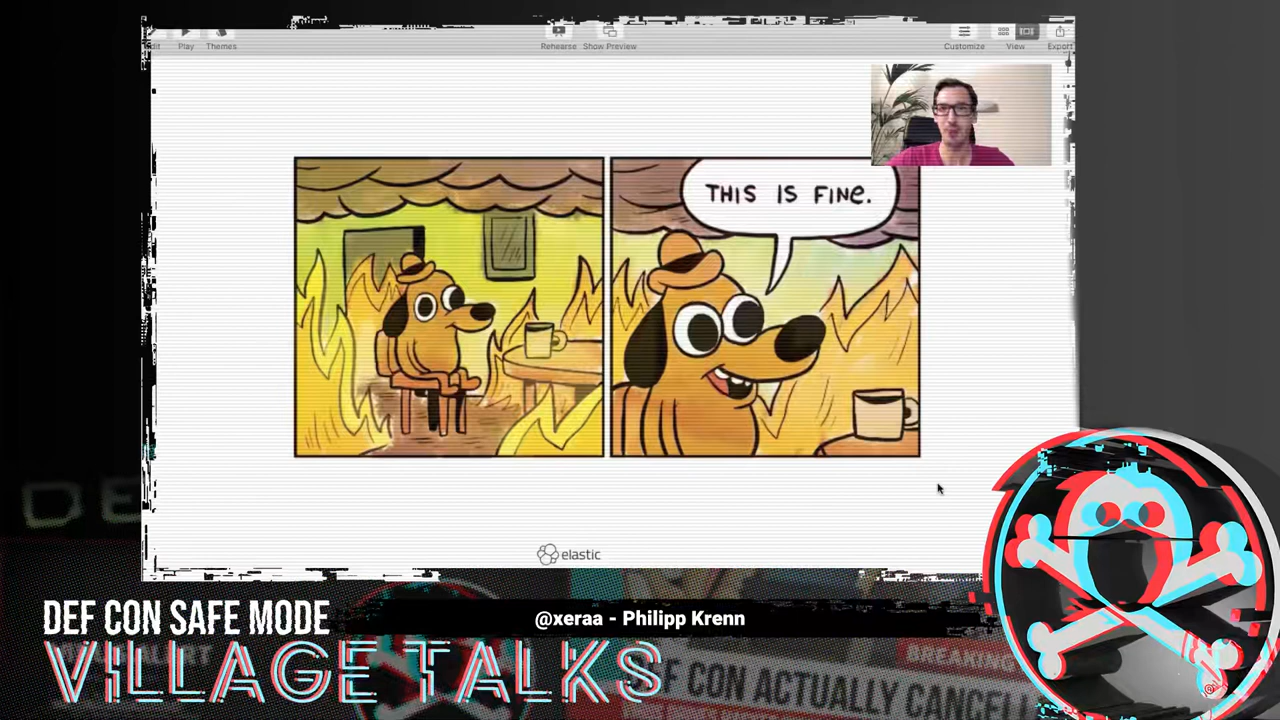 Play
Themes
Rehearse
Show Preview
Customize
View
Export
THIS IS FINE.
elastic
@xeraa - Philipp Krenn
DEF CON SAFE MODE
VILLAGE TALKS
BREAKING
DEF CON ACTUALLY CANCEL